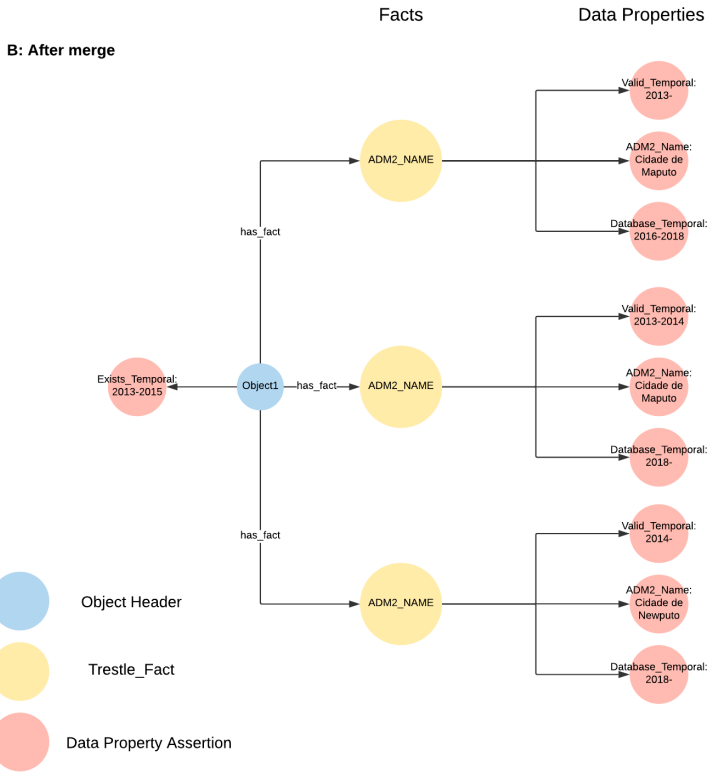 Facts
Data Properties
B: After merge
Valid_Temporal:
2013-
ADM2_NAME
ADM2_Name:
Cidade de
Maputo
has_fact
Database_Temporal:
2016-2018
Valid_Temporal:
2013-2014
Exists_Temporal:
2013-2015
Object1
has_fact
ADM2_NAME
ADM2_Name:
Cidade de
Maputo
Database_Temporal:
2018-
has_fact
Valid_Temporal:
2014-
ADM2_NAME
ADM2_Name:
Cidade de
Newputo
Database_Temporal:
2018-
Object Header
Trestle_Fact
Data Property Assertion